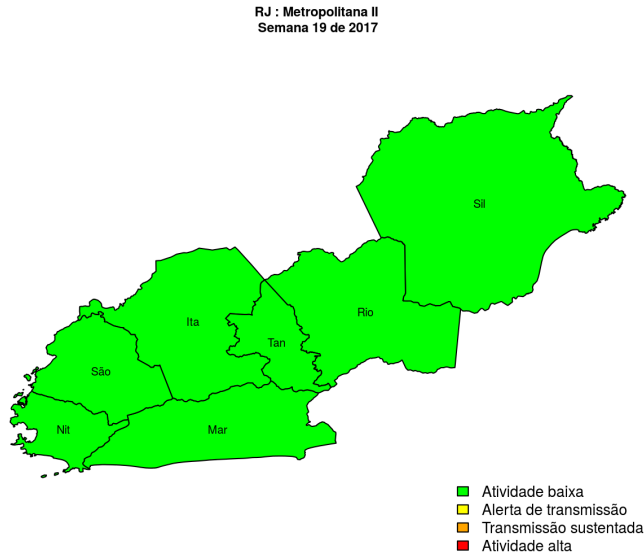 RJ : Metropolitana II
Semana 19 de 2017
Sil
Rio
Ita
Tan
São
Nit
Mar
Atividade baixa
Alerta de transmissão
Transmissão sustentada
Atividade alta